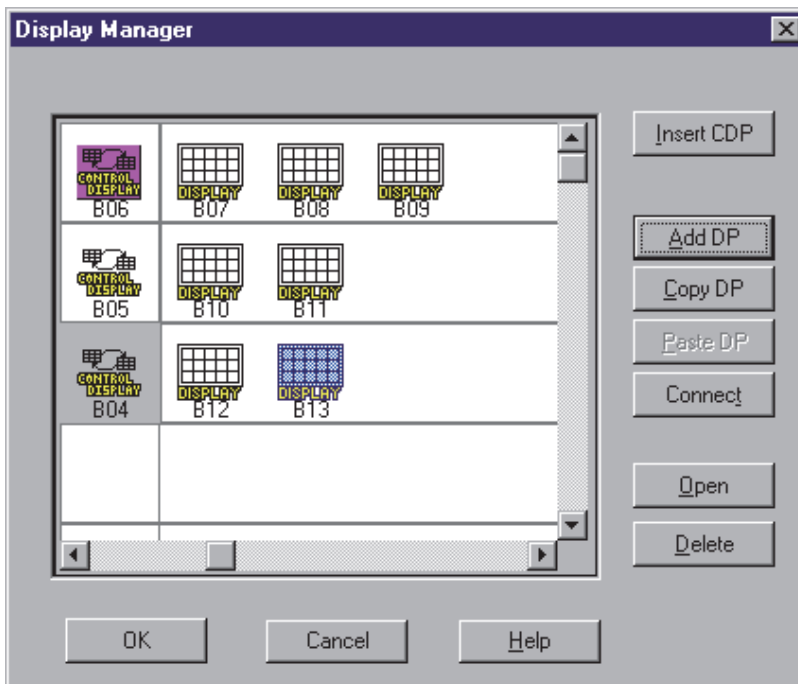 Display Manager
Insert CDP
CONTROL DISPLAY B06
DISPLAY B07
DISPLAY B08
DISPLAY B09
Add DP
Copy DP
CONTROL DISPLAY B05
DISPLAY B10
DISPLAY B11
Paste DP
Connect
CONTROL DISPLAY B04
DISPLAY B12
DISPLAY B13
Open
Delete
OK
Cancel
Help